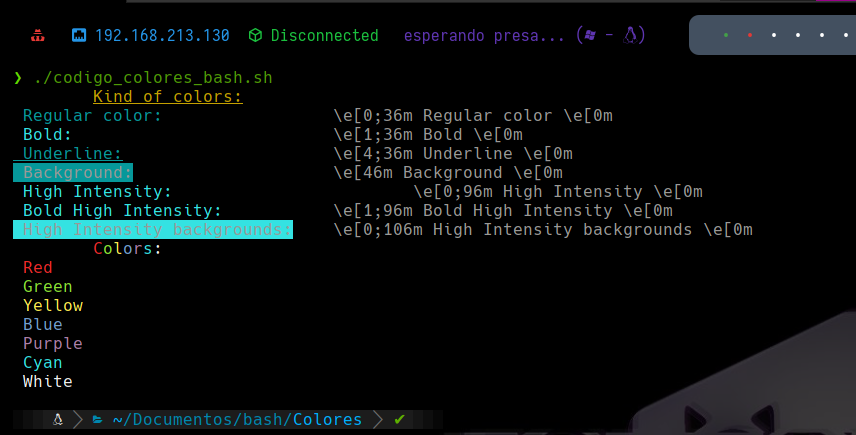 192.168.213.130 Disconnected esperando presa... ( - )
❯ ./codigo_colores_bash.sh
Kind of colors:
Regular color: \e[0;36m Regular color \e[0m
Bold: \e[1;36m Bold \e[0m
Underline: \e[4;36m Underline \e[0m
Background: \e[46m Background \e[0m
High Intensity: \e[0;96m High Intensity \e[0m
Bold High Intensity: \e[1;96m Bold High Intensity \e[0m
High Intensity backgrounds: \e[0;106m High Intensity backgrounds \e[0m
Colors:
Red
Green
Yellow
Blue
Purple
Cyan
White
~/Documentos/bash/Colores ✔